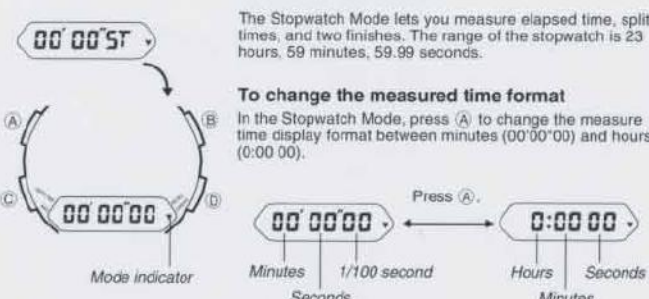 00' 00"ST
The Stopwatch Mode lets you measure elapsed time, split
times, and two finishes. The range of the stopwatch is 23
hours, 59 minutes, 59.99 seconds.
To change the measured time format
In the Stopwatch Mode, press Ⓐ to change the measure
time display format between minutes (00'00"00) and hours
(0:00 00).
Ⓐ
Ⓑ
Ⓒ
Ⓓ
00' 00"00
Mode indicator
Press Ⓐ.
00' 00"00
0:00 00
Minutes
1/100 second
Seconds
Hours
Seconds
Minutes